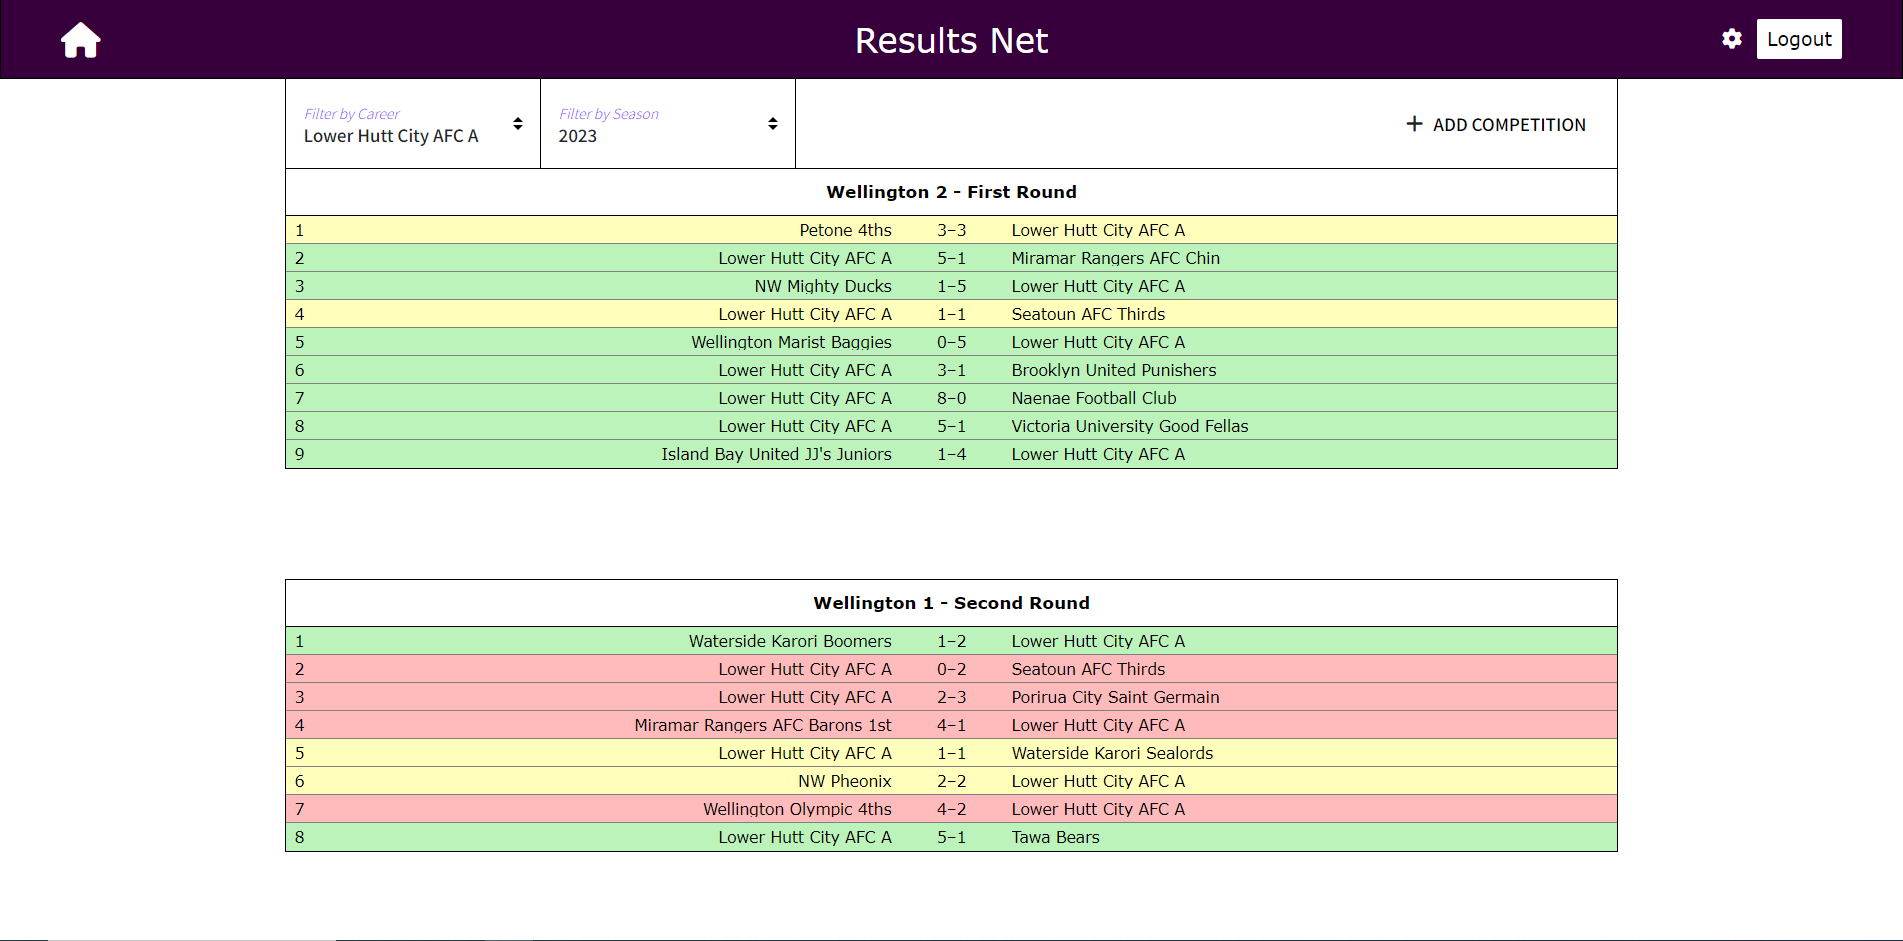 Results Net
Logout
Filter by Career
Lower Hutt City AFC A
Filter by Season
2023
ADD COMPETITION
Wellington 2 - First Round
1 Petone 4ths 3–3 Lower Hutt City AFC A
2 Lower Hutt City AFC A 5–1 Miramar Rangers AFC Chin
3 NW Mighty Ducks 1–5 Lower Hutt City AFC A
4 Lower Hutt City AFC A 1–1 Seatoun AFC Thirds
5 Wellington Marist Baggies 0–5 Lower Hutt City AFC A
6 Lower Hutt City AFC A 3–1 Brooklyn United Punishers
7 Lower Hutt City AFC A 8–0 Naenae Football Club
8 Lower Hutt City AFC A 5–1 Victoria University Good Fellas
9 Island Bay United JJ's Juniors 1–4 Lower Hutt City AFC A
Wellington 1 - Second Round
1 Waterside Karori Boomers 1–2 Lower Hutt City AFC A
2 Lower Hutt City AFC A 0–2 Seatoun AFC Thirds
3 Lower Hutt City AFC A 2–3 Porirua City Saint Germain
4 Miramar Rangers AFC Barons 1st 4–1 Lower Hutt City AFC A
5 Lower Hutt City AFC A 1–1 Waterside Karori Sealords
6 NW Pheonix 2–2 Lower Hutt City AFC A
7 Wellington Olympic 4ths 4–2 Lower Hutt City AFC A
8 Lower Hutt City AFC A 5–1 Tawa Bears